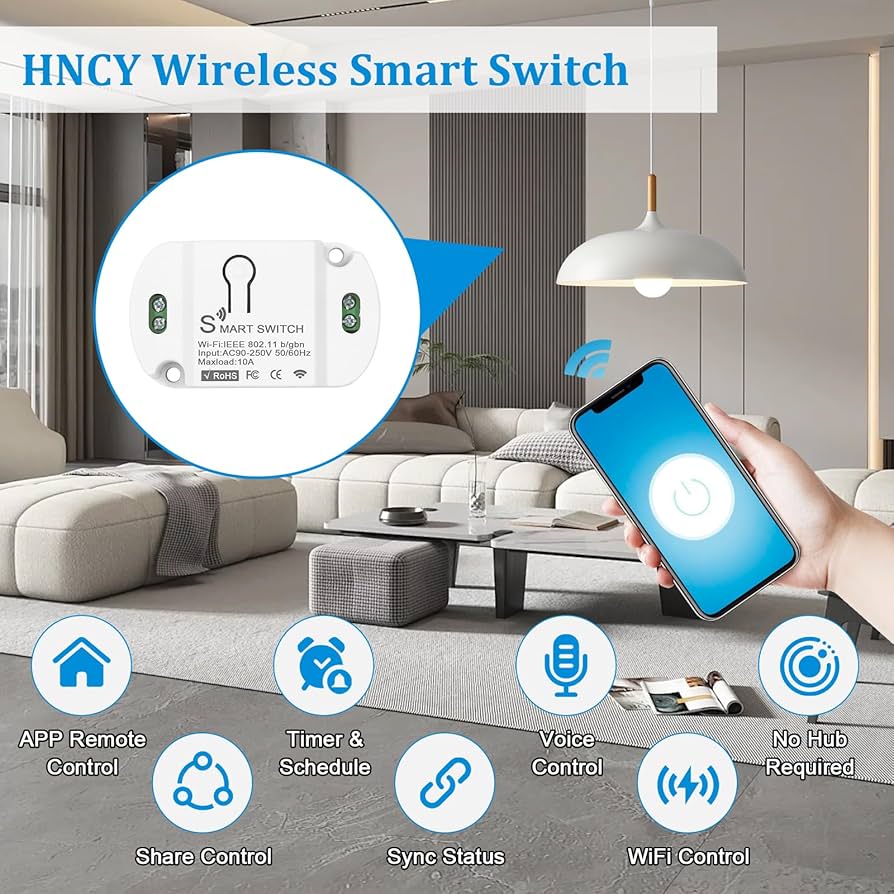 HNCY Wireless Smart Switch
SMART SWITCH
Wi-Fi:IEEE 802.11 b/gbn
Input:AC90-250V 50/60Hz
Maxload:10A
√ RoHS FC CE
APP Remote
Control
Timer &
Schedule
Voice
Control
No Hub
Required
Share Control
Sync Status
WiFi Control